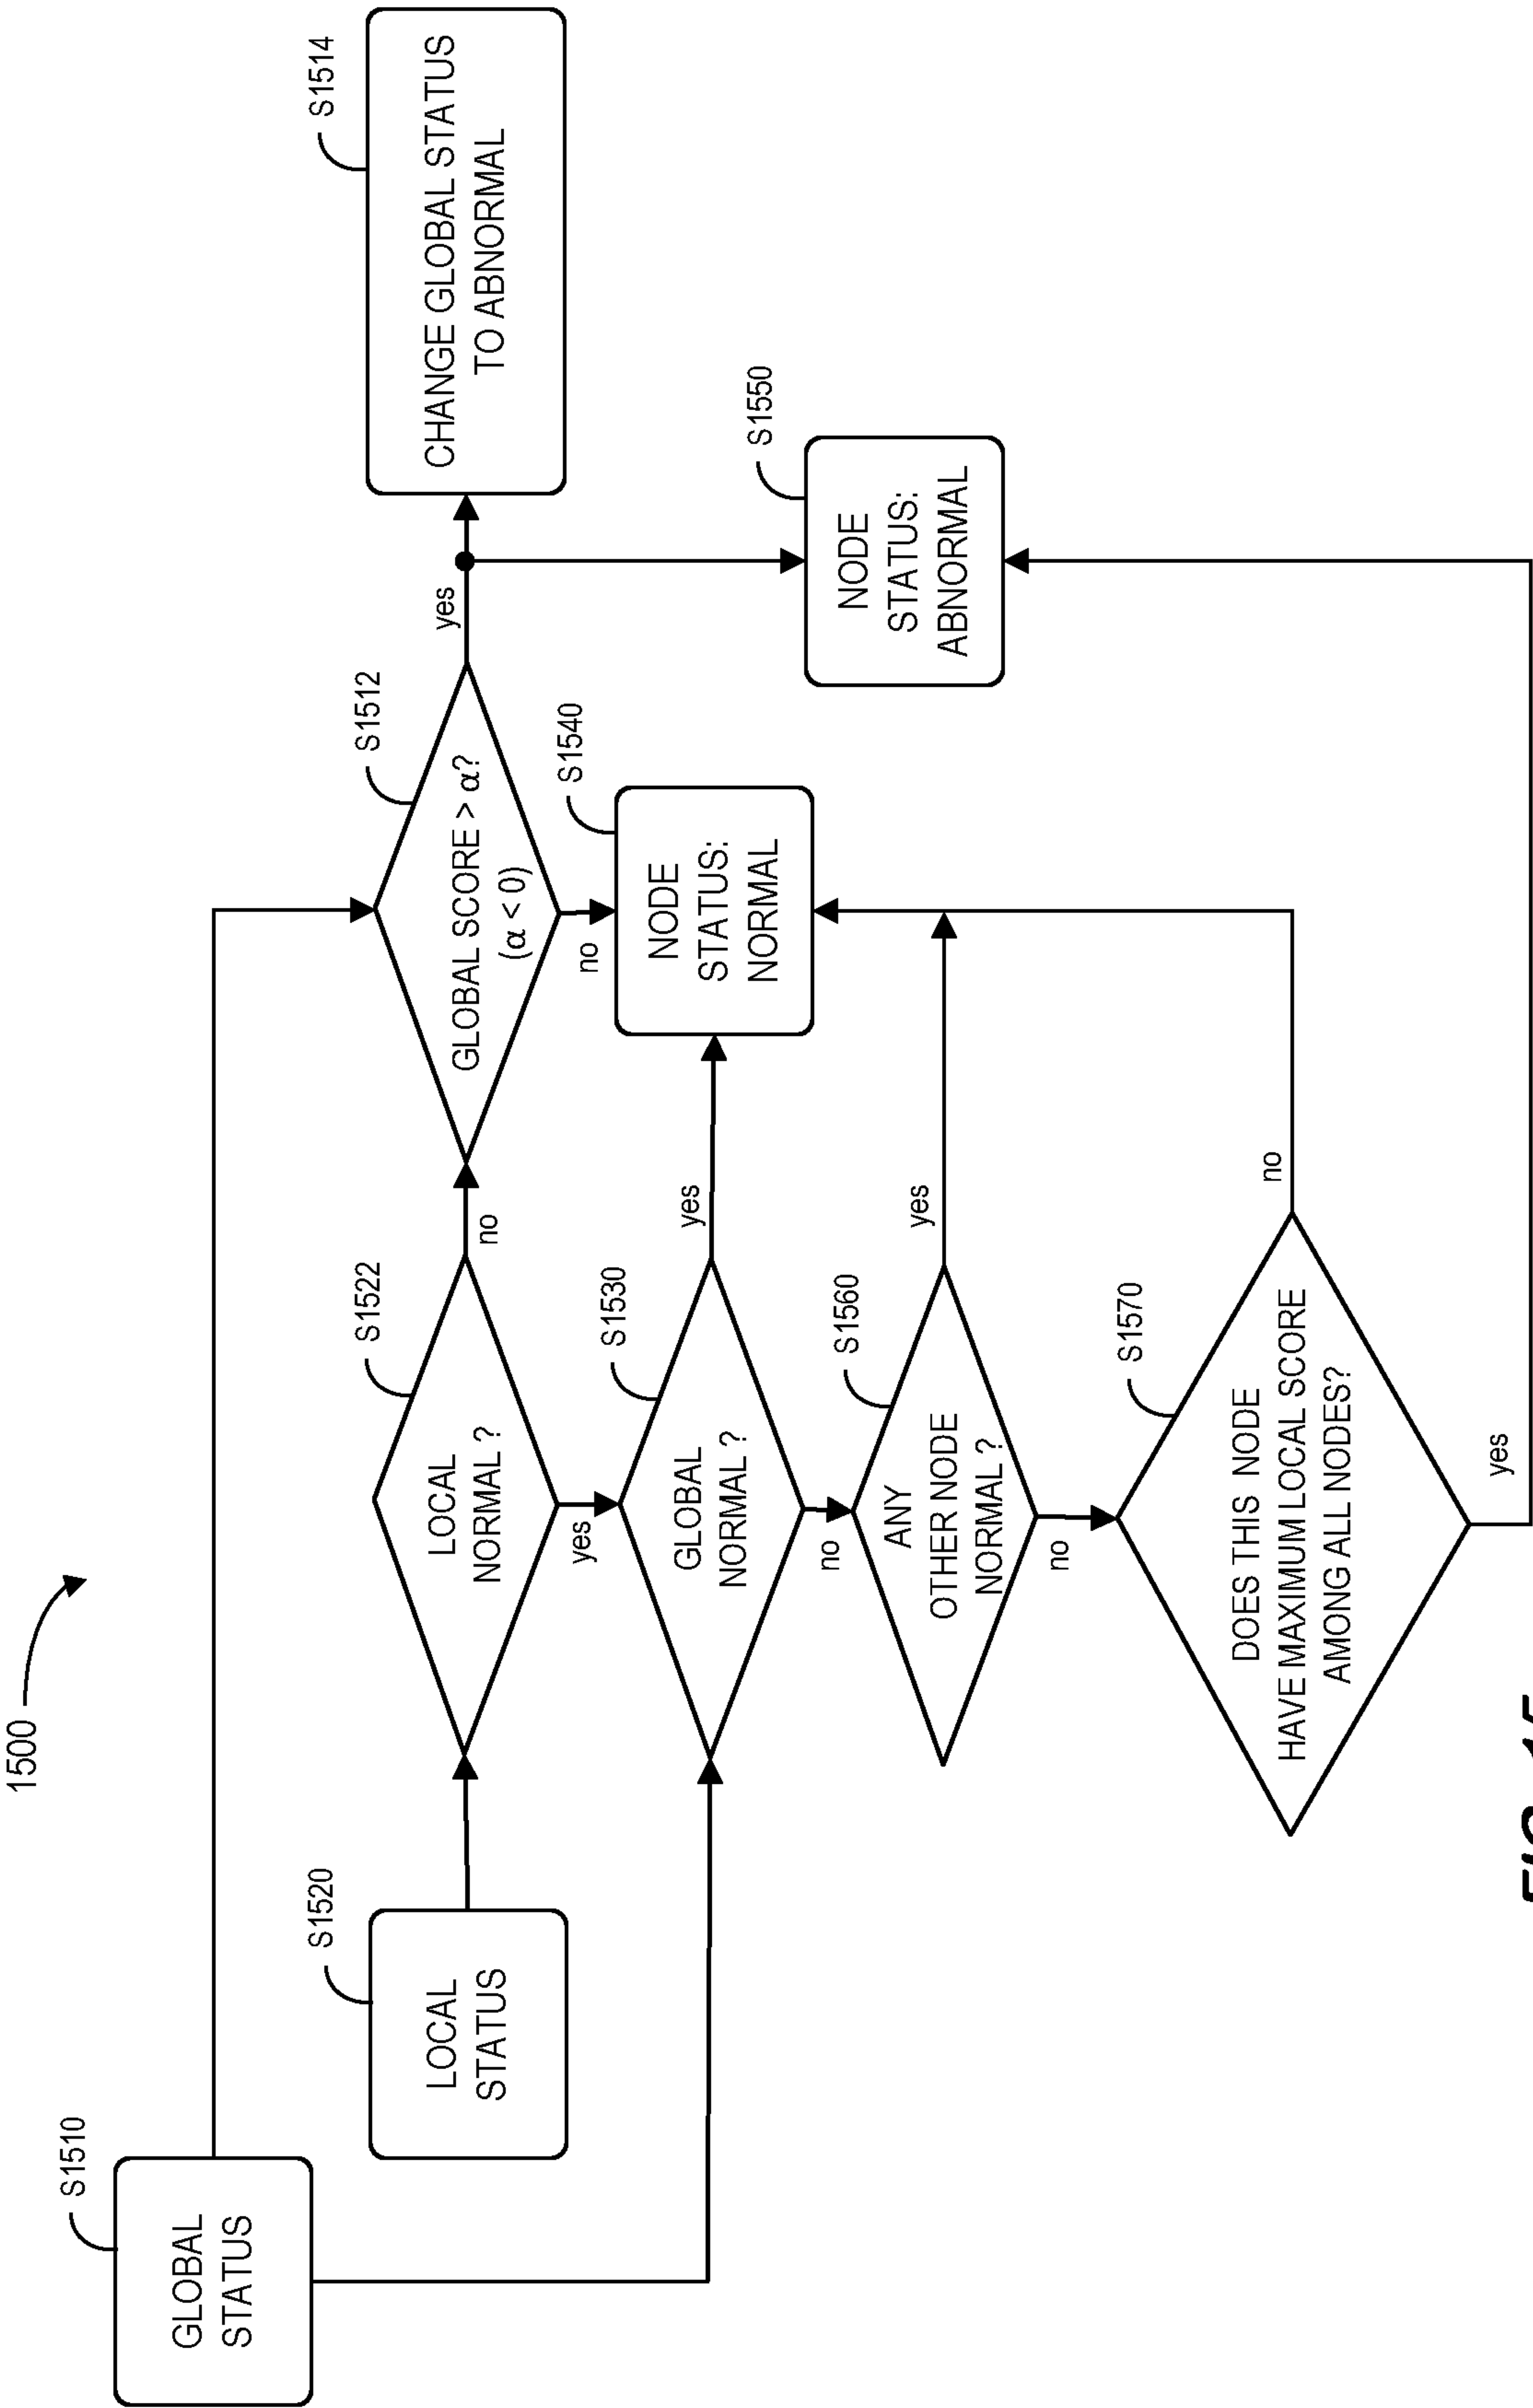 1500
S1510
GLOBAL
STATUS
S1520
LOCAL
STATUS
S1522
LOCAL
NORMAL ?
no
yes
S1512
GLOBAL SCORE > α?
(α < 0)
yes
no
S1514
CHANGE GLOBAL STATUS
TO ABNORMAL
S1530
GLOBAL
NORMAL ?
yes
no
S1540
NODE
STATUS:
NORMAL
S1550
NODE
STATUS:
ABNORMAL
S1560
ANY
OTHER NODE
NORMAL ?
yes
no
S1570
DOES THIS NODE
HAVE MAXIMUM LOCAL SCORE
AMONG ALL NODES?
no
yes